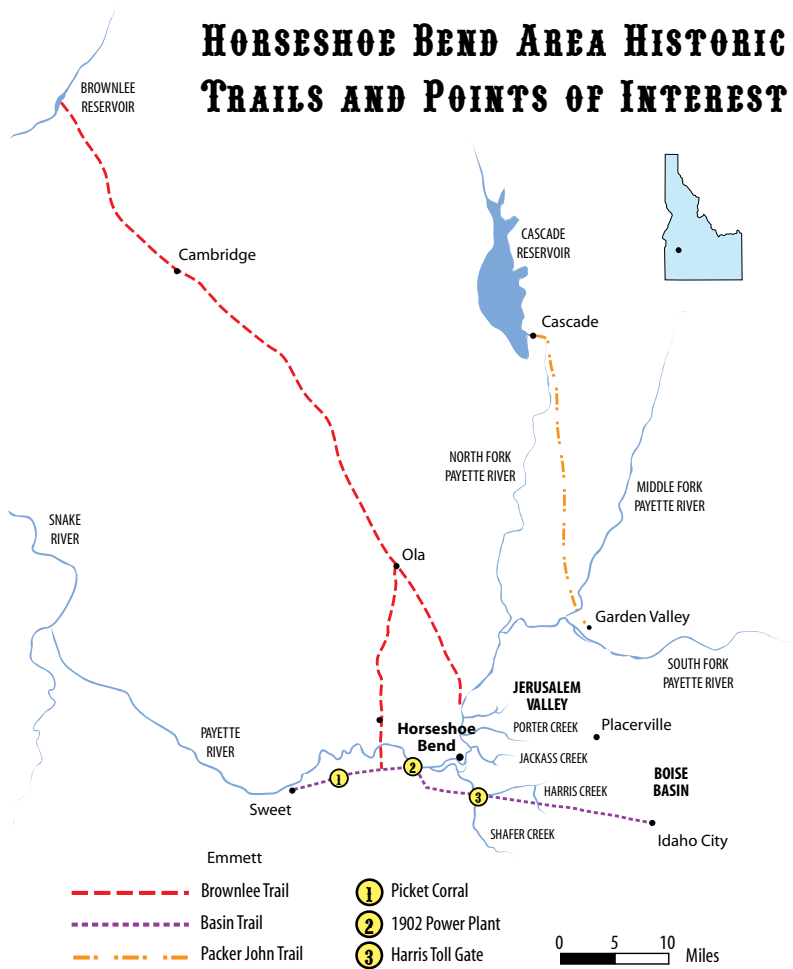 Horseshoe Bend Area Historic
Trails and Points of Interest
BROWNLEE
RESERVOIR
Cambridge
CASCADE
RESERVOIR
Cascade
NORTH FORK
PAYETTE RIVER
MIDDLE FORK
PAYETTE RIVER
SNAKE
RIVER
Ola
Garden Valley
SOUTH FORK
PAYETTE RIVER
JERUSALEM
VALLEY
PORTER CREEK
Placerville
PAYETTE
RIVER
Horseshoe
Bend
JACKASS CREEK
BOISE
BASIN
1
2
3
HARRIS CREEK
Sweet
SHAFER CREEK
Idaho City
Emmett
Brownlee Trail
Basin Trail
Packer John Trail
1 Picket Corral
2 1902 Power Plant
3 Harris Toll Gate
0 5 10 Miles